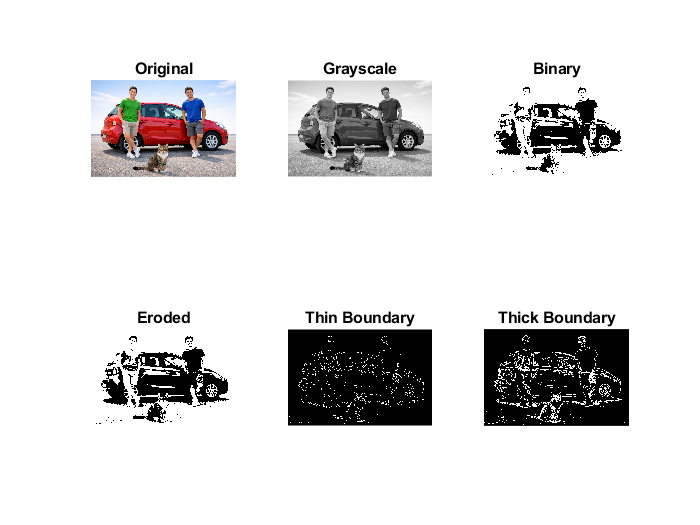 Original
Grayscale
Binary
Eroded
Thin Boundary
Thick Boundary